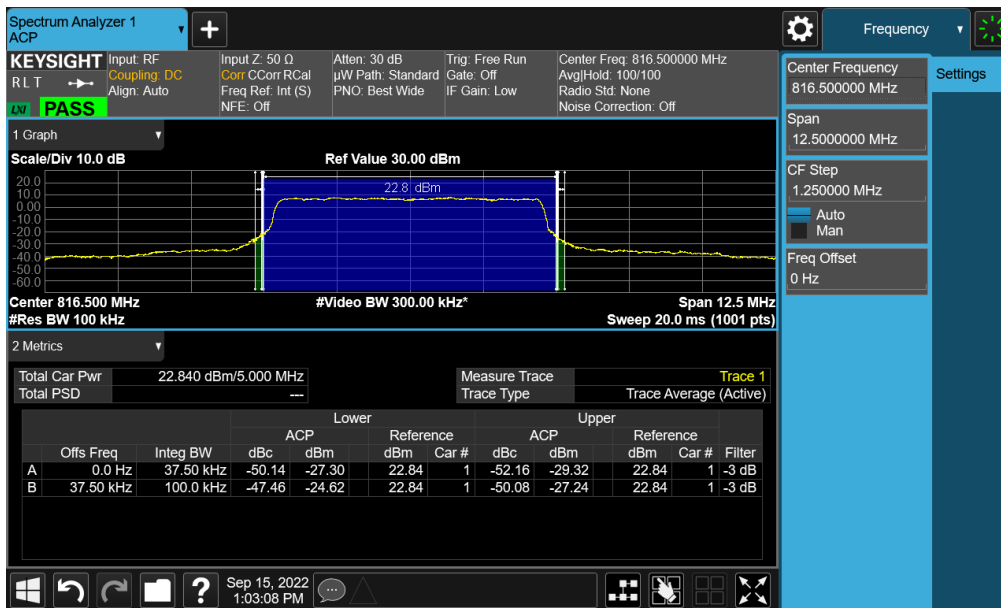 Spectrum Analyzer 1
ACP
+
Frequency
KEYSIGHT
RLT
LXI PASS
Input: RF
Coupling: DC
Align: Auto
Input Z: 50 Ω
Corr CCorr RCal
Freq Ref: Int (S)
NFE: Off
Atten: 30 dB
µW Path: Standard
PNO: Best Wide
Trig: Free Run
Gate: Off
IF Gain: Low
Center Freq: 816.500000 MHz
Avg|Hold: 100/100
Radio Std: None
Noise Correction: Off
Center Frequency
816.500000 MHz
Settings
Span
12.5000000 MHz
CF Step
1.250000 MHz
Auto
Man
Freq Offset
0 Hz
1 Graph
Scale/Div 10.0 dB
Ref Value 30.00 dBm
22.8 dBm
20.0
10.0
0.00
-10.0
-20.0
-30.0
-40.0
-50.0
-60.0
Center 816.500 MHz
#Video BW 300.00 kHz*
Span 12.5 MHz
#Res BW 100 kHz
Sweep 20.0 ms (1001 pts)
2 Metrics
Total Car Pwr 22.840 dBm/5.000 MHz
Total PSD ---
Measure Trace Trace 1
Trace Type Trace Average (Active)
Lower Upper
ACP Reference ACP Reference
Offs Freq Integ BW dBc dBm dBm Car # dBc dBm dBm Car # Filter
A 0.0 Hz 37.50 kHz -50.14 -27.30 22.84 1 -52.16 -29.32 22.84 1 -3 dB
B 37.50 kHz 100.0 kHz -47.46 -24.62 22.84 1 -50.08 -27.24 22.84 1 -3 dB
?
Sep 15, 2022
1:03:08 PM